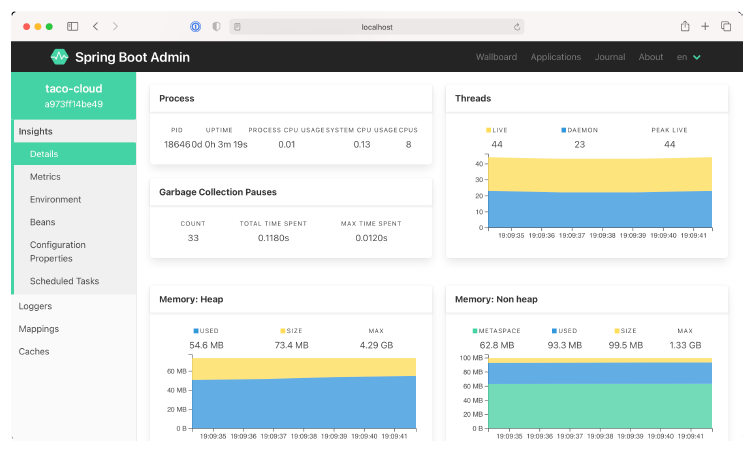 localhost
Spring Boot Admin
Wallboard Applications Journal About en
taco-cloud
a973ff14be49
Insights
Details
Metrics
Environment
Beans
Configuration
Properties
Scheduled Tasks
Loggers
Mappings
Caches
Process
PID UPTIME PROCESS CPU USAGE SYSTEM CPU USAGE CPUS
18646 0d 0h 3m 19s 0.01 0.13 8
Garbage Collection Pauses
COUNT TOTAL TIME SPENT MAX TIME SPENT
33 0.1180s 0.0120s
Threads
LIVE DAEMON PEAK LIVE
44 23 44
40
30
20
10
0
19:09:35 19:09:36 19:09:37 19:09:38 19:09:39 19:09:40 19:09:41
Memory: Heap
USED SIZE MAX
54.6 MB 73.4 MB 4.29 GB
60 MB
40 MB
20 MB
0 B
19:09:35 19:09:36 19:09:37 19:09:38 19:09:39 19:09:40 19:09:41
Memory: Non heap
METASPACE USED SIZE MAX
62.8 MB 93.3 MB 99.5 MB 1.33 GB
100 MB
80 MB
60 MB
40 MB
20 MB
0 B
19:09:35 19:09:36 19:09:37 19:09:38 19:09:39 19:09:40 19:09:41